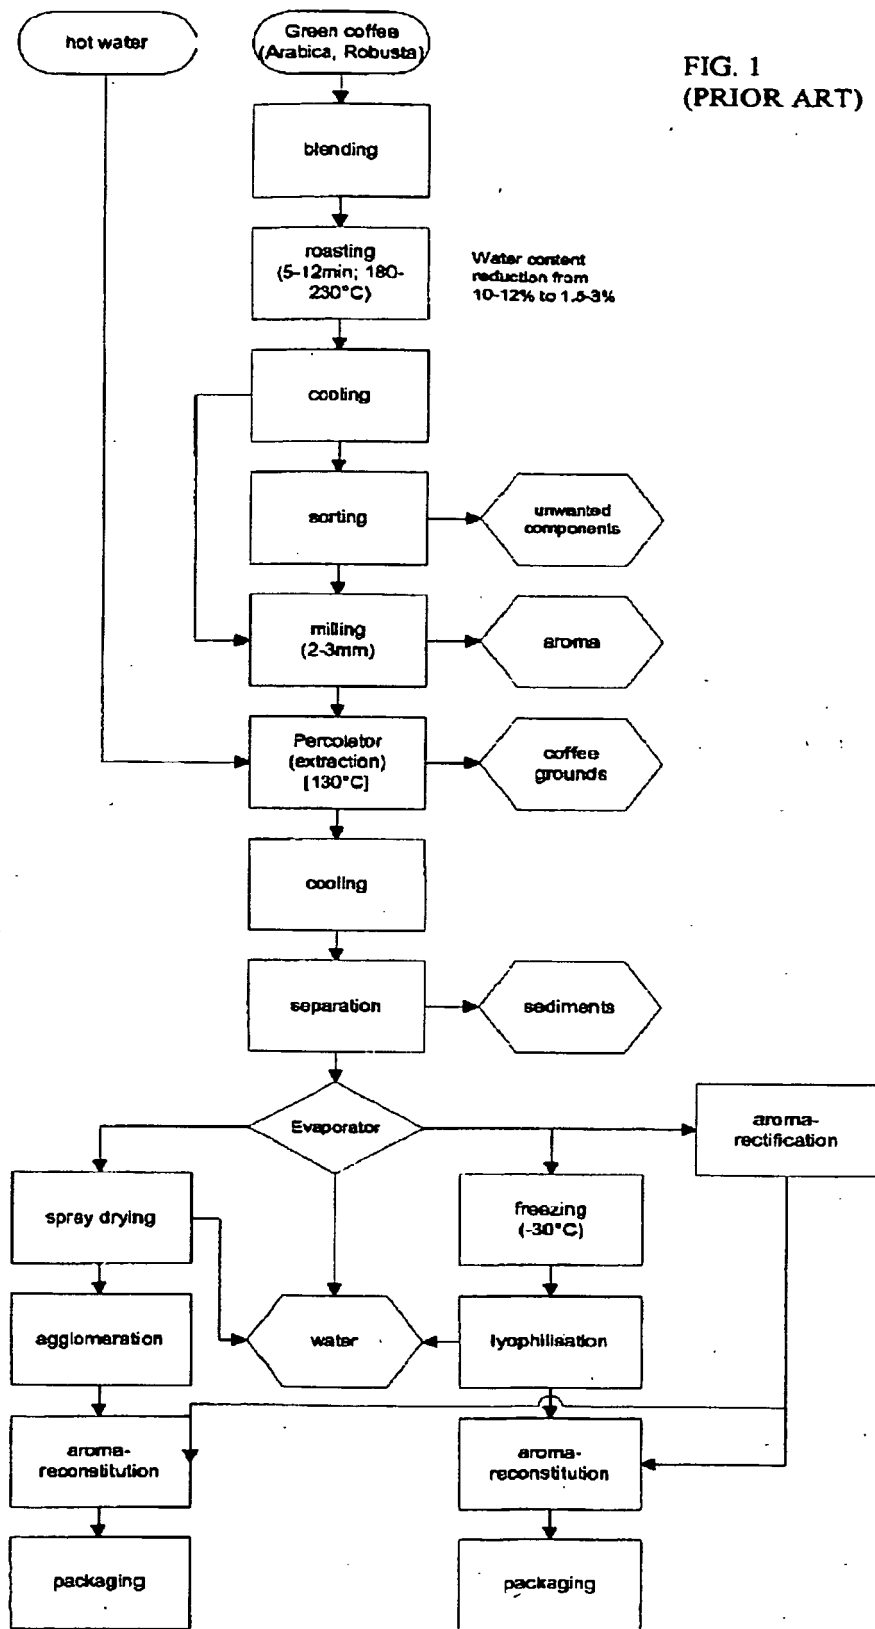 hot water
Green coffee
(Arabica, Robusta)
FIG. 1
(PRIOR ART)
blending
roasting
(5-12min; 180-
230°C)
Water content
reduction from
10-12% to 1.5-3%
cooling
sorting
unwanted
components
milling
(2-3mm)
aroma
Percolator
(extraction)
[130°C]
coffee
grounds
cooling
separation
sediments
Evaporator
aroma-
rectification
spray drying
freezing
(-30°C)
agglomeration
water
lyophilisation
aroma-
reconstitution
aroma-
reconstitution
packaging
packaging